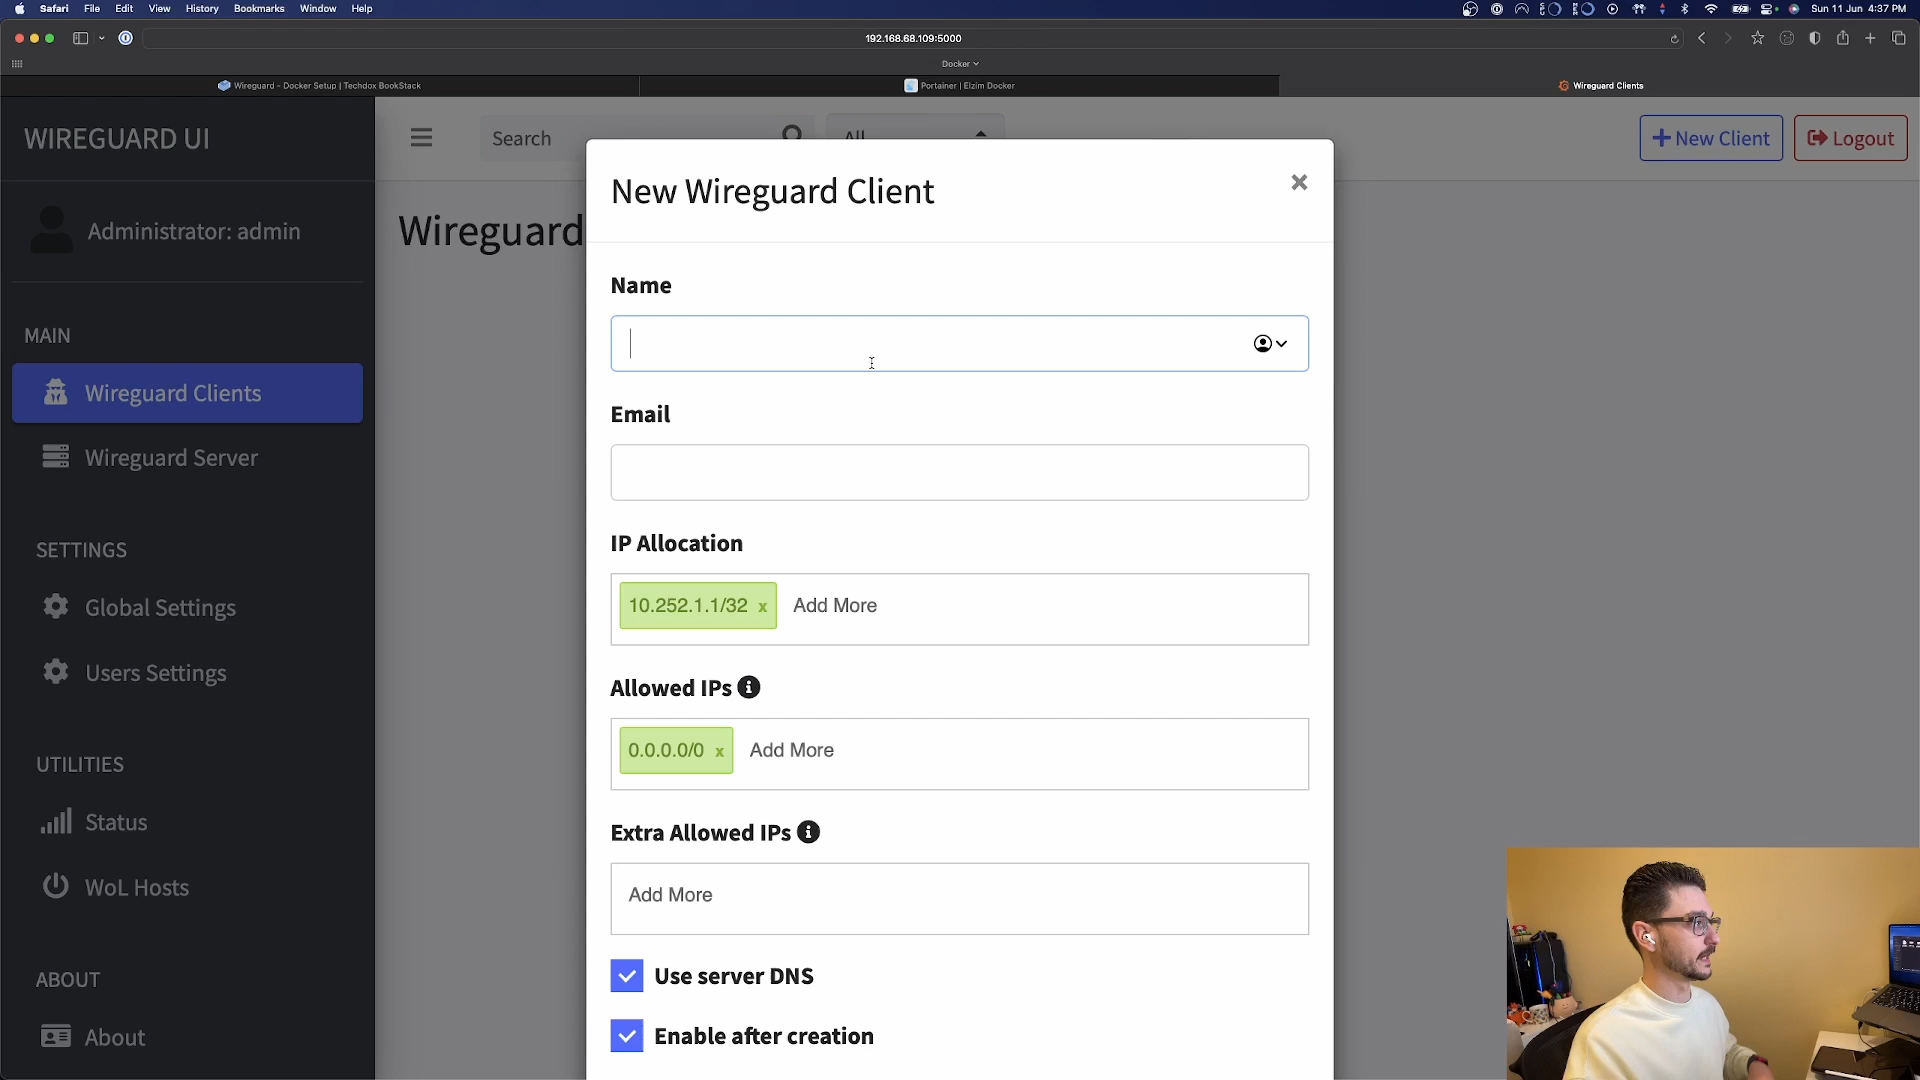 Safari File Edit View History Bookmarks Window Help
Sun 11 Jun 4:37 PM
192.168.68.109:5000
Docker
Wireguard - Docker Setup | Techdox BookStack
Portainer | Elzim Docker
Wireguard Clients
WIREGUARD UI
Search
All
+ New Client
Logout
Administrator: admin
MAIN
Wireguard Clients
Wireguard Server
SETTINGS
Global Settings
Users Settings
UTILITIES
Status
WoL Hosts
ABOUT
About
Wireguard
New Wireguard Client
×
Name
Email
IP Allocation
10.252.1.1/32 x Add More
Allowed IPs
0.0.0.0/0 x Add More
Extra Allowed IPs
Add More
Use server DNS
Enable after creation